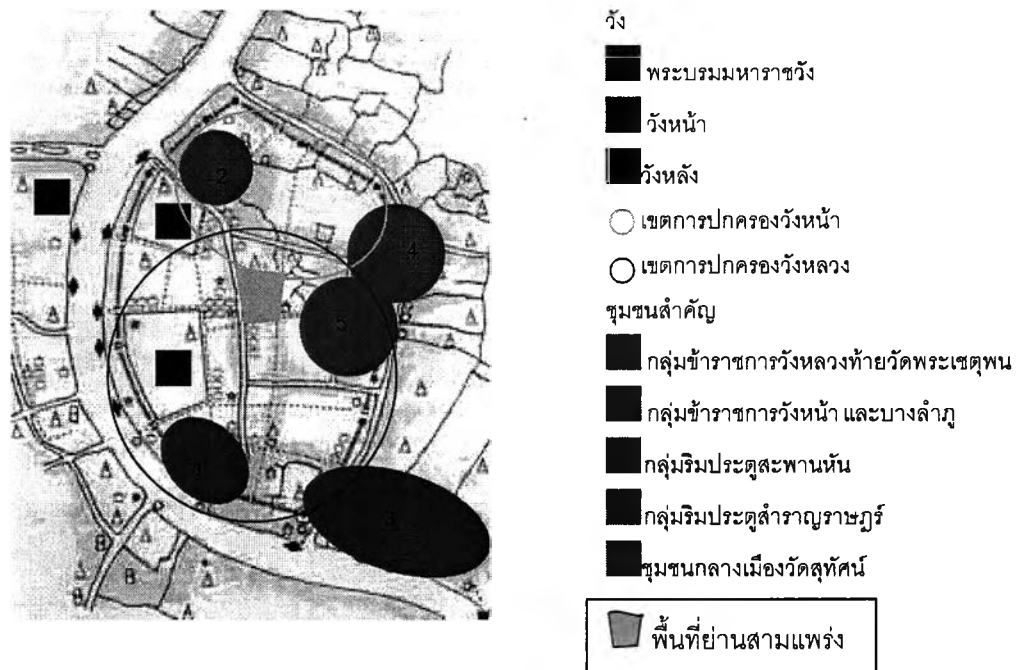 วัง
พระบรมมหาราชวัง
วังหน้า
วังหลัง
เขตการปกครองวังหน้า
เขตการปกครองวังหลวง
ชุมชนสำคัญ
กลุ่มข้าราชการวังหลวงท้ายวัดพระเชตุพน
กลุ่มข้าราชการวังหน้า และบางลำภู
กลุ่มริมประตูสะพานหัน
กลุ่มริมประตูสำราญราษฎร์
ชุมชนกลางเมืองวัดสุทัศน์
พื้นที่ย่านสามแพร่ง
2
4
5
1
3